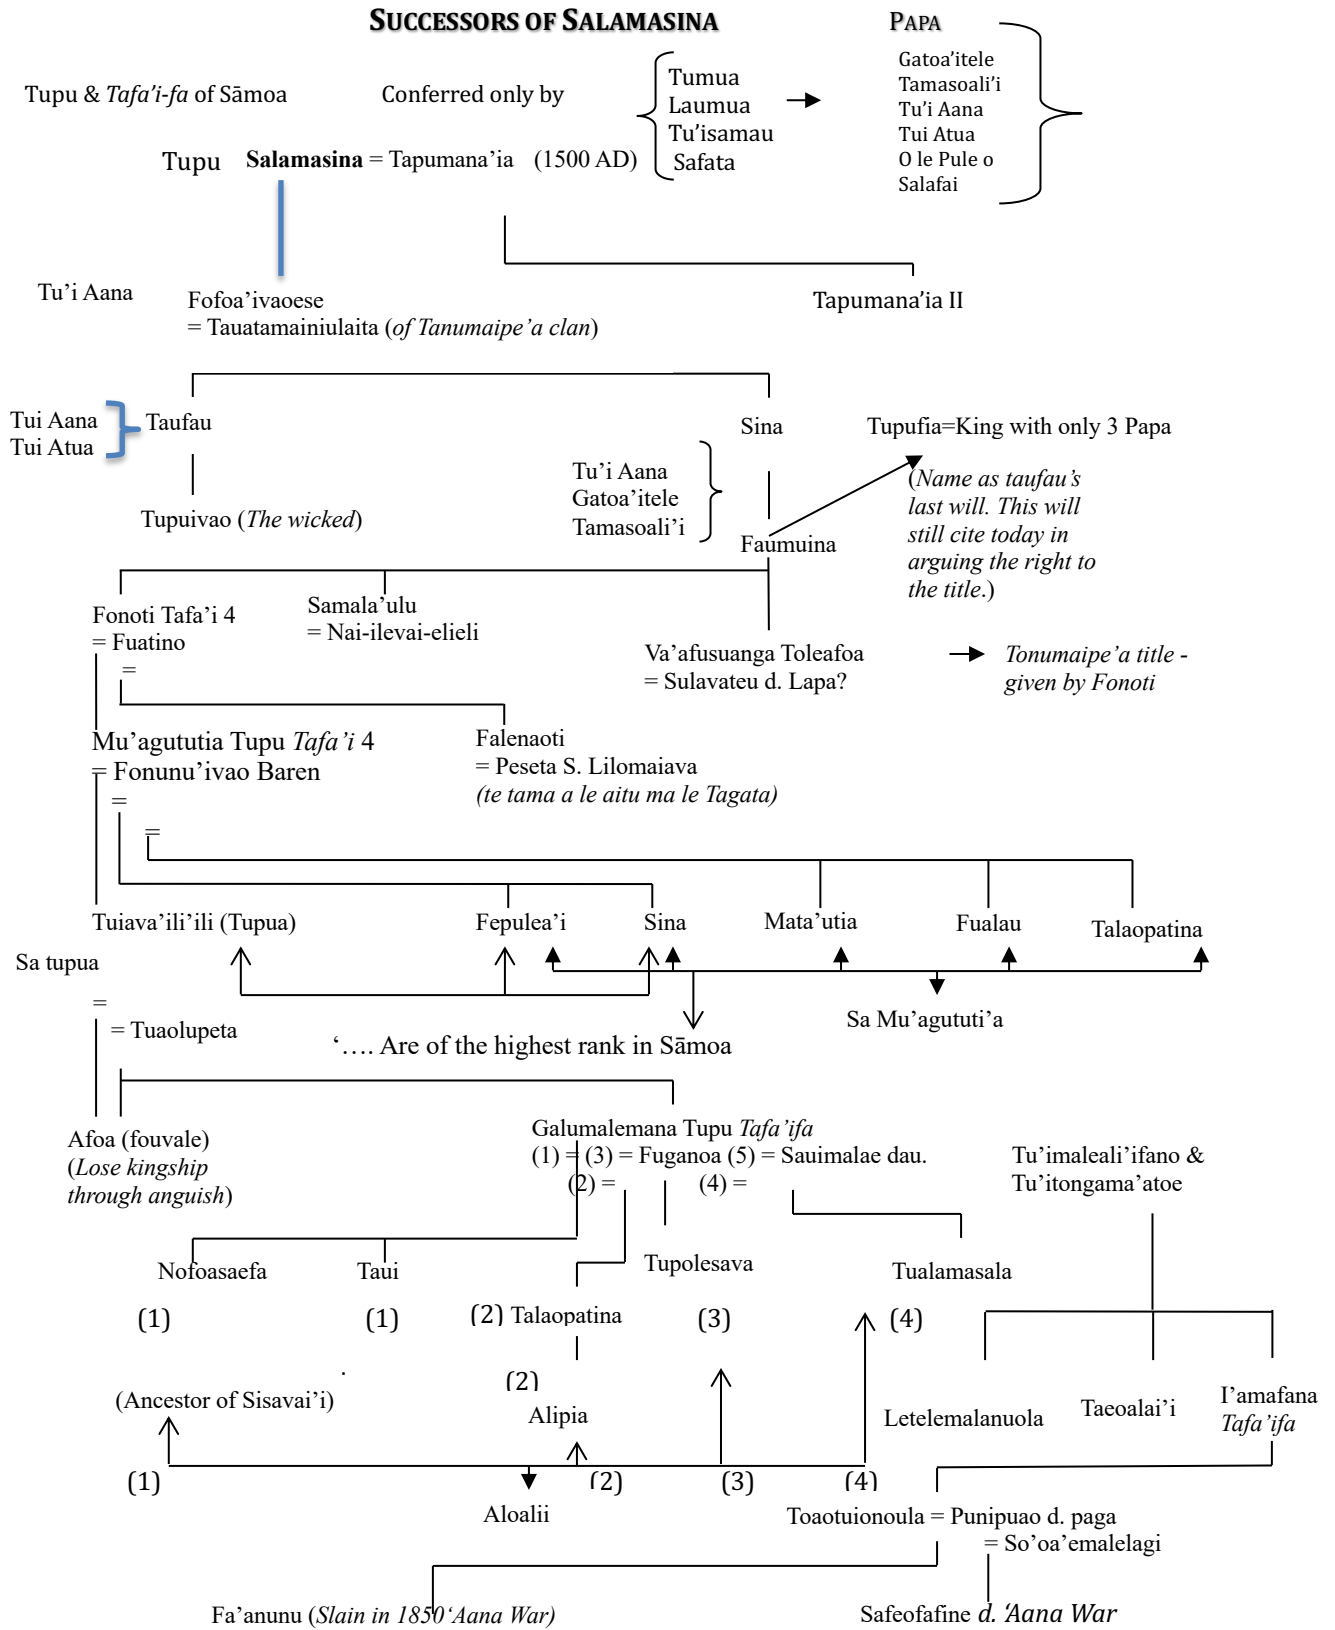 SUCCESSORS OF SALAMASINA
PAPA
Tupu & Tafa’i-fa of Sāmoa
Conferred only by
Tumua
Laumua
Tu’isamau
Safata
Gatoa’itele
Tamasoali’i
Tu’i Aana
Tui Atua
O le Pule o
Salafai
Tupu Salamasina = Tapumana’ia (1500 AD)
Tu’i Aana
Fofoa’ivaoese
= Tauatamainiulaita (of Tanumaipe’a clan)
Tapumana’ia II
Tui Aana
Tui Atua
Taufau
Sina
Tupufia=King with only 3 Papa
(Name as taufau’s
last will. This will
still cite today in
arguing the right to
the title.)
Tu’i Aana
Gatoa’itele
Tamasoali’i
Tupuivao (The wicked)
Faumuina
Fonoti Tafa’i 4
= Fuatino
=
Samala’ulu
= Nai-ilevai-elieli
Va’afusuanga Toleafoa
= Sulavateu d. Lapa?
Tonumaipe’a title -
given by Fonoti
Mu’agututia Tupu Tafa’i 4
= Fonunu’ivao Baren
=
=
Falenaoti
= Peseta S. Lilomaiava
(te tama a le aitu ma le Tagata)
Tuiava’ili’ili (Tupua)
Fepulea’i
Sina
Mata’utia
Fualau
Talaopatina
Sa tupua
=
= Tuaolupeta
Sa Mu’agututi’a
‘…. Are of the highest rank in Sāmoa
Afoa (fouvale)
(Lose kingship
through anguish)
Galumalemana Tupu Tafa’ifa
(1) = (3) = Fuganoa (5) = Sauimalae dau.
(2) = (4) =
Tu’imaleali’ifano &
Tu’itongama’atoe
Nofoasaefa
Taui
Tupolesava
Tualamasala
(1)
(1)
(2) Talaopatina
(3)
(4)
(2)
.
(Ancestor of Sisavai’i)
Alipia
Letelemalanuola
Taeoalai’i
I’amafana
Tafa’ifa
(1)
(2)
(3)
(4)
Aloalii
Toaotuionoula = Punipuao d. paga
= So’oa’emalelagi
Fa’anunu (Slain in 1850‘Aana War)
Safeofafine d. ‘Aana War